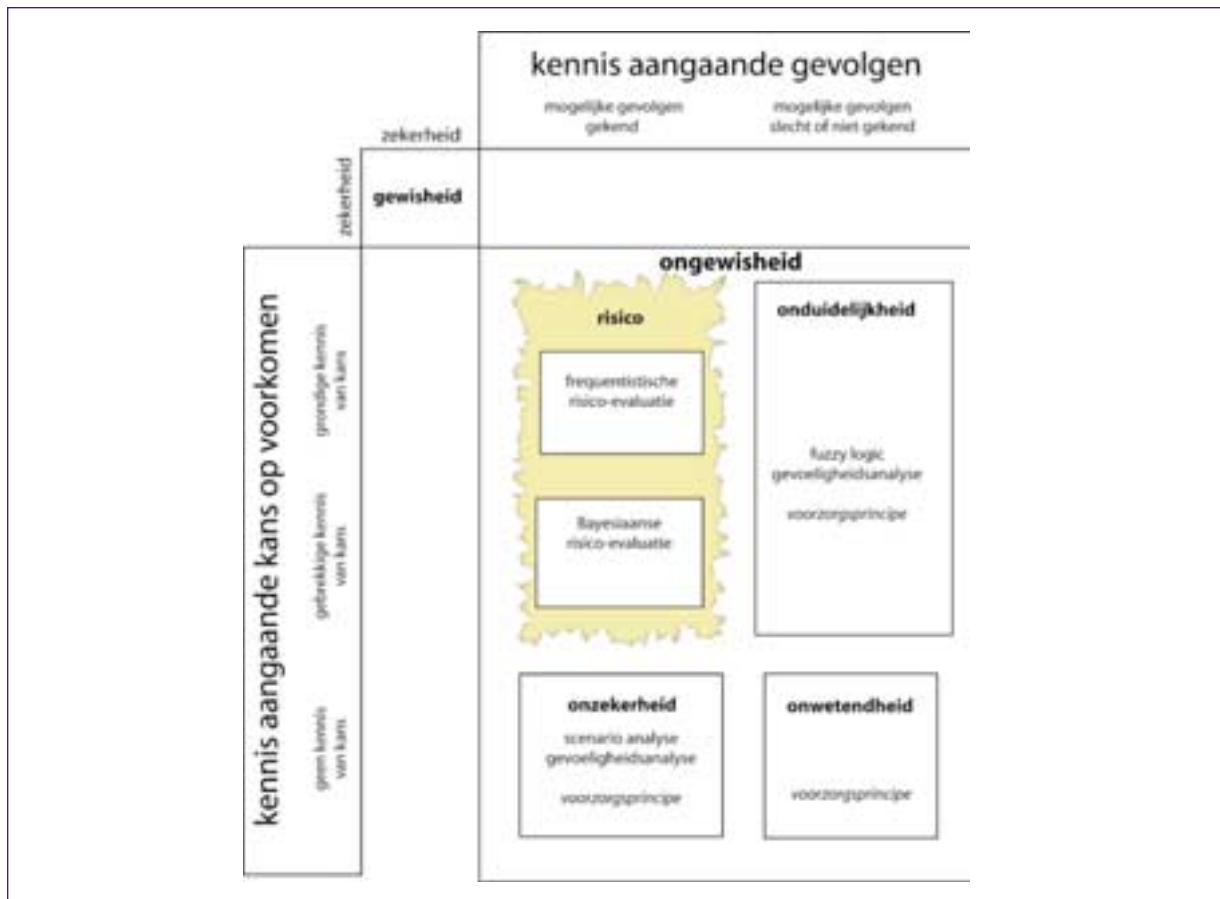 kennis aangaande gevolgen
mogelijke gevolgen
gekend
mogelijke gevolgen
slecht of niet gekend
zekerheid
zekerheid
gewisheid
kennis aangaande kans op voorkomen
grondige kennis
van kans
gebrekkige kennis
van kans
geen kennis
van kans
ongewisheid
risico
frequentistische
risico-evaluatie
Bayesiaanse
risico-evaluatie
onduidelijkheid
fuzzy logic
gevoeligheidsanalyse
voorzorgsprincipe
onzekerheid
scenario analyse
gevoeligheidsanalyse
voorzorgsprincipe
onwetendheid
voorzorgsprincipe